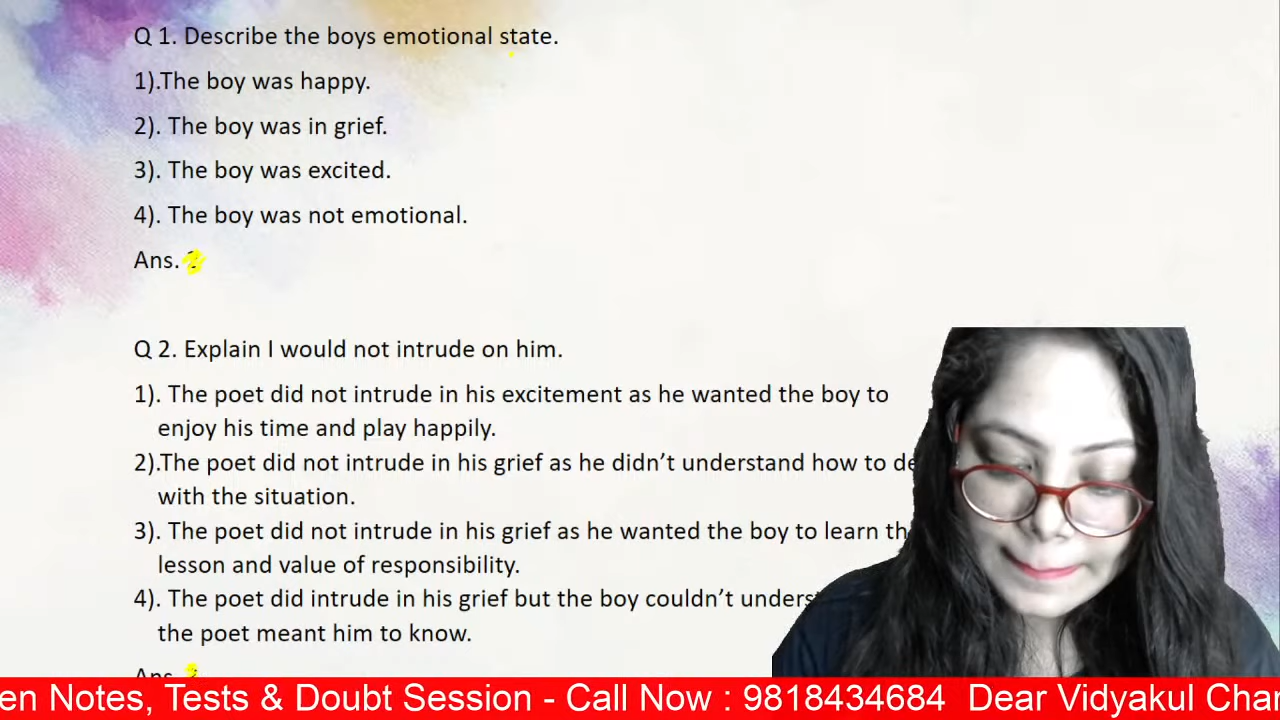 Q 1. Describe the boys emotional state.
1).The boy was happy.
2). The boy was in grief.
3). The boy was excited.
4). The boy was not emotional.
Ans.
Q 2. Explain I would not intrude on him.
1). The poet did not intrude in his excitement as he wanted the boy to
enjoy his time and play happily.
2).The poet did not intrude in his grief as he didn’t understand how to
with the situation.
3). The poet did not intrude in his grief as he wanted the boy to learn
lesson and value of responsibility.
4). The poet did intrude in his grief but the boy couldn’t
the poet meant him to know.
Ans.
en Notes, Tests & Doubt Session - Call Now : 9818434684 Dear Vidyakul Char